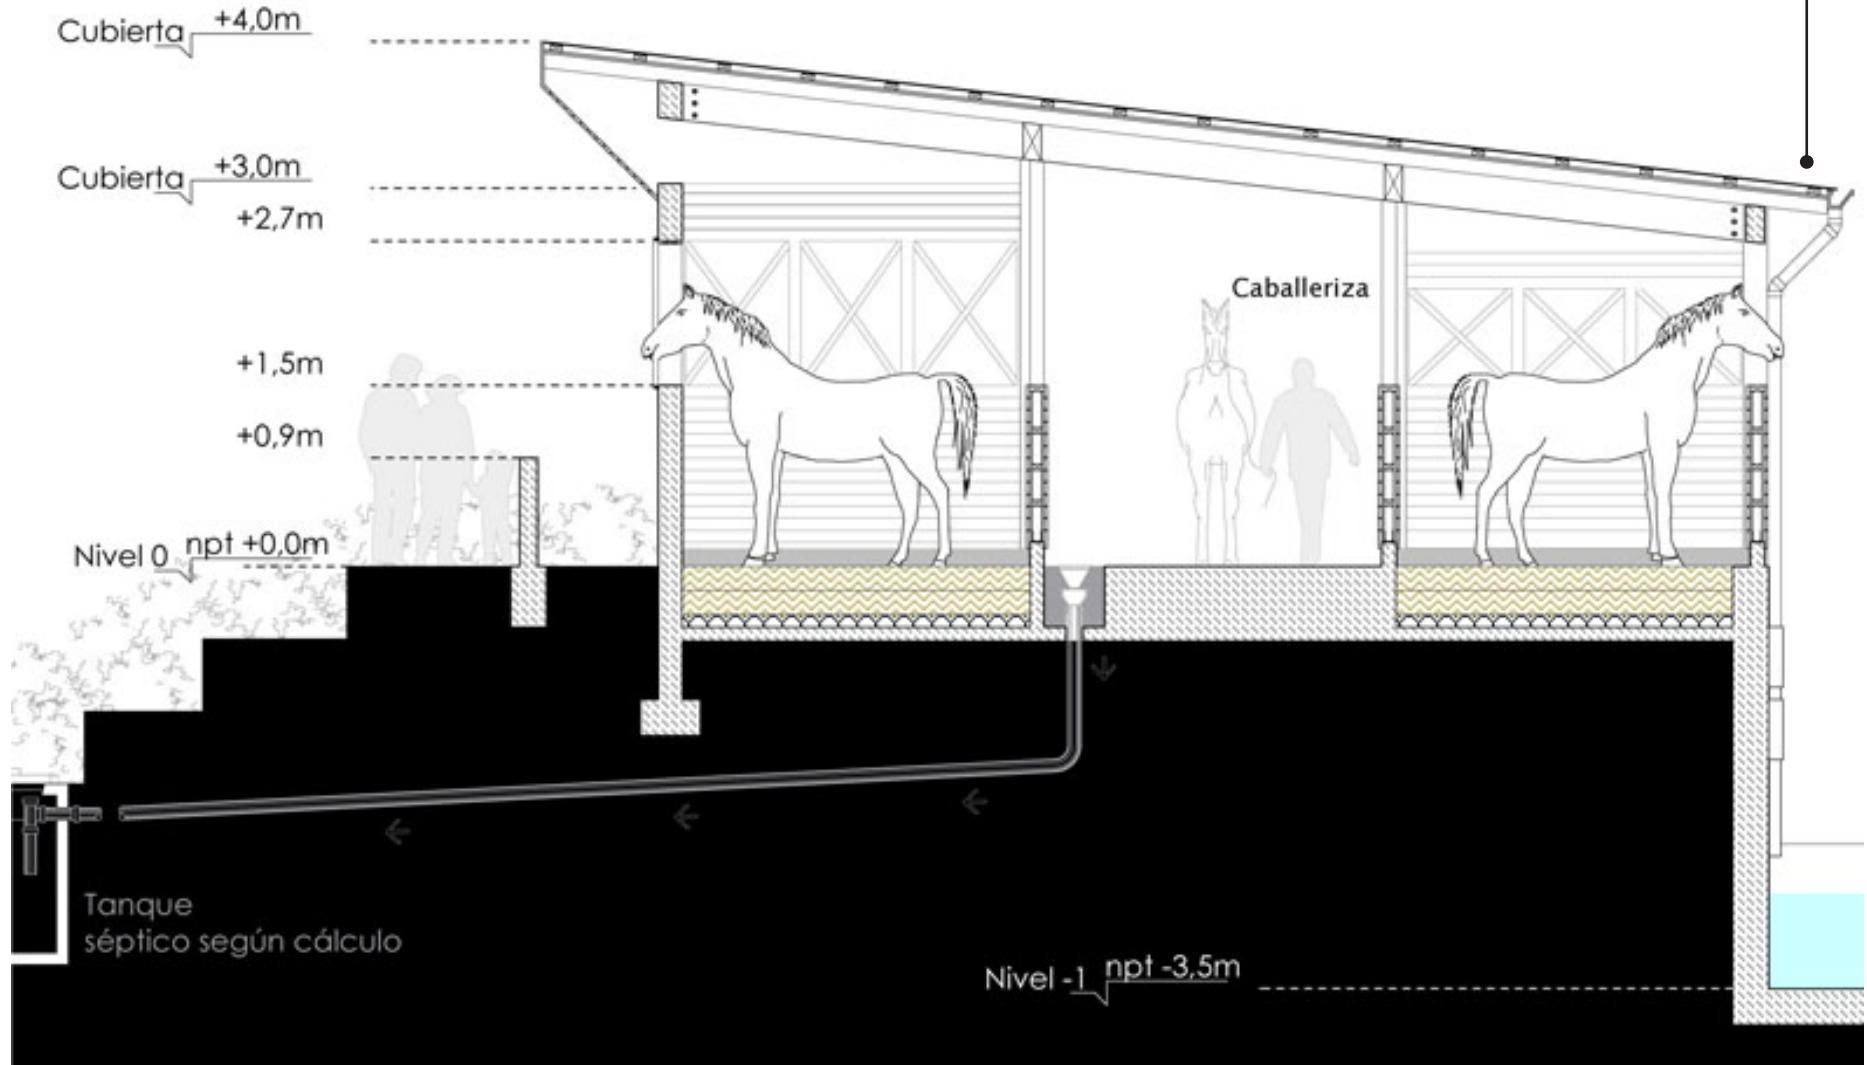 Cubierta +4,0m
Cubierta +3,0m
+2,7m
Caballeriza
+1,5m
+0,9m
Nivel 0 npt +0,0m
Tanque
séptico según cálculo
Nivel -1 npt -3,5m